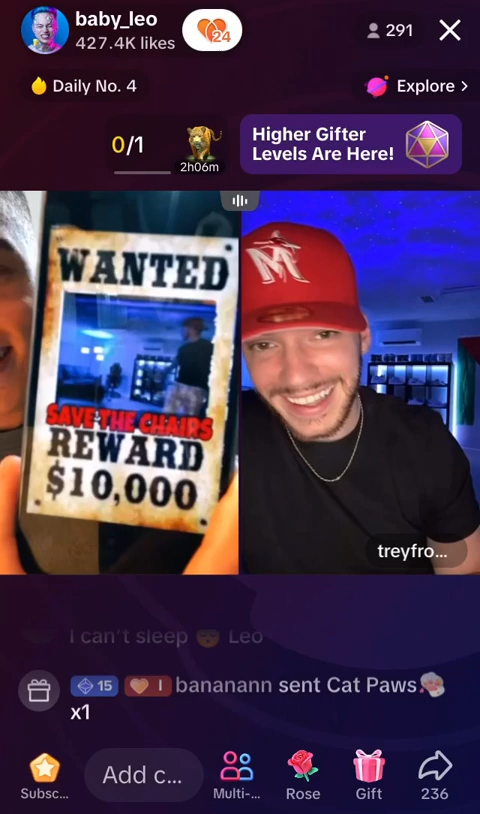 baby_leo
427.4K likes
24
291
Daily No. 4
Explore >
0/1
2h06m
Higher Gifter
Levels Are Here!
WANTED
SAVE THE CHAIRS
REWARD
$10,000
M
treyfro...
I can't sleep 😴 Leo
15 I bananann sent Cat Paws
x1
Subsc...
Add c...
Multi-...
Rose
Gift
236